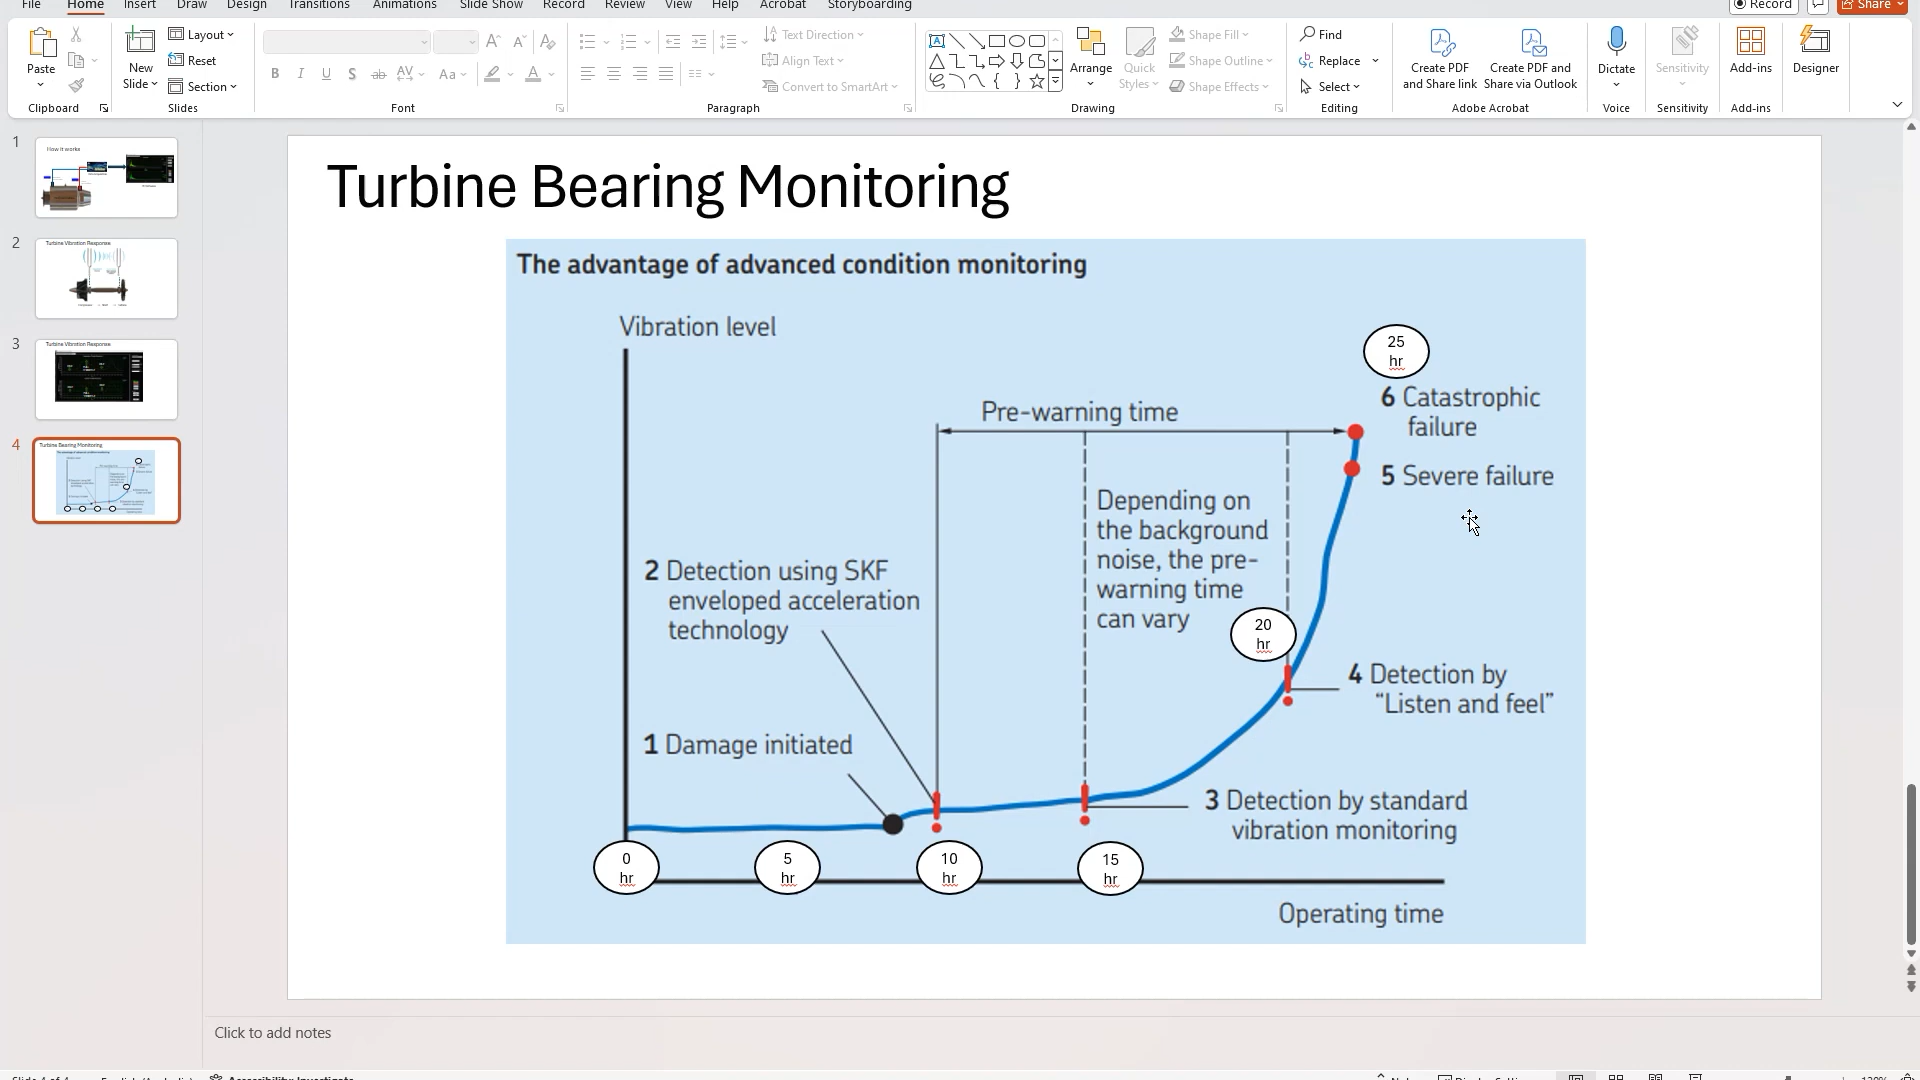 File Home Insert Draw Design Transitions Animations Slide Show Record Review View Help Acrobat Storyboarding Record Share
Paste
Clipboard
New
Slide
Layout
Reset
Section
Slides
B I U S ab AV Aa A
Font
Text Direction
Align Text
Convert to SmartArt
Paragraph
Arrange
Quick
Styles
Shape Fill
Shape Outline
Shape Effects
Drawing
Find
Replace
Select
Editing
Create PDF
and Share link
Create PDF and
Share via Outlook
Adobe Acrobat
Dictate
Voice
Sensitivity
Sensitivity
Add-ins
Add-ins
Designer
1
How it works
2
Turbine Vibration Response
3
Turbine Vibration Response
4
Turbine Bearing Monitoring
Turbine Bearing Monitoring
The advantage of advanced condition monitoring
Vibration level
25
hr
6 Catastrophic
failure
Pre-warning time
5 Severe failure
Depending on
the background
noise, the pre-
warning time
can vary
2 Detection using SKF
enveloped acceleration
technology
20
hr
4 Detection by
“Listen and feel”
1 Damage initiated
3 Detection by standard
vibration monitoring
0
hr
5
hr
10
hr
15
hr
Operating time
Click to add notes